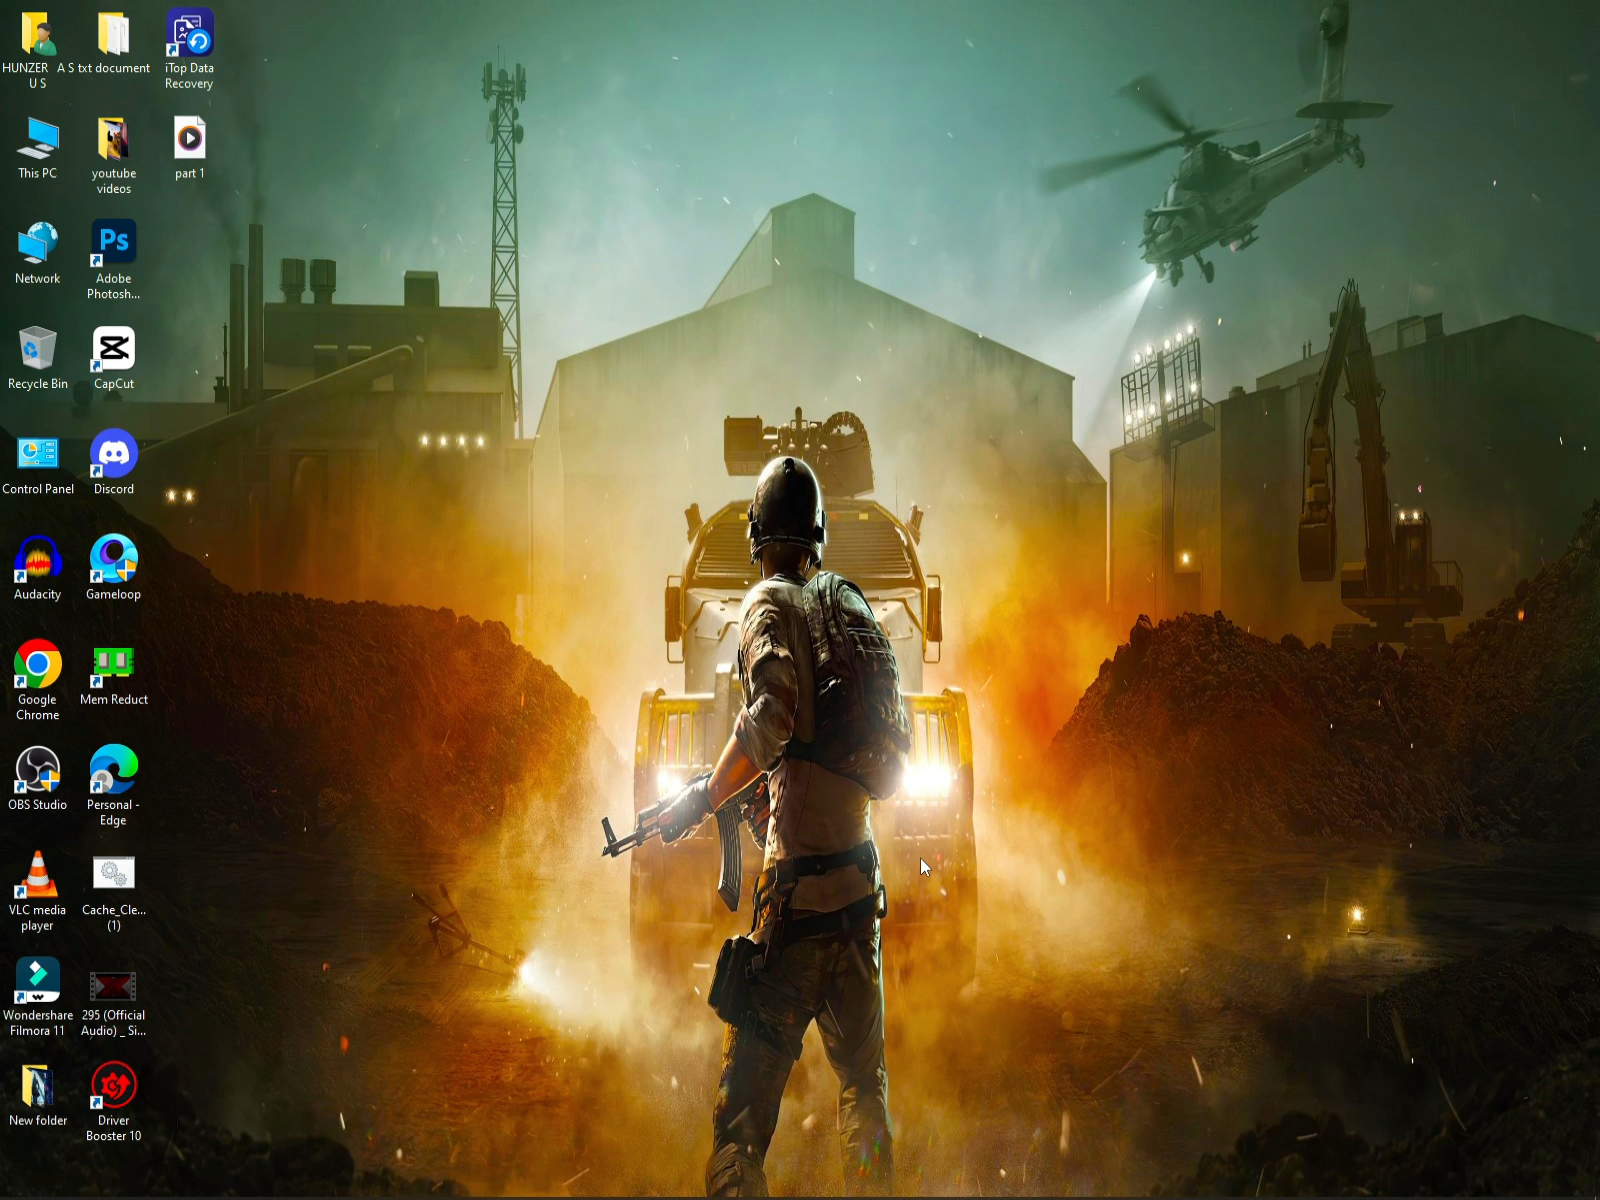 HUNZER A S
U S
txt document
iTop Data
Recovery
This PC
youtube
videos
part 1
Network
Ps
Adobe
Photosh...
Recycle Bin
CapCut
Control Panel
Discord
Audacity
Gameloop
Google
Chrome
Mem Reduct
OBS Studio
Personal -
Edge
VLC media
player
Cache_Cle...
(1)
Wondershare
Filmora 11
295 (Official
Audio) _ Si...
New folder
Driver
Booster 10